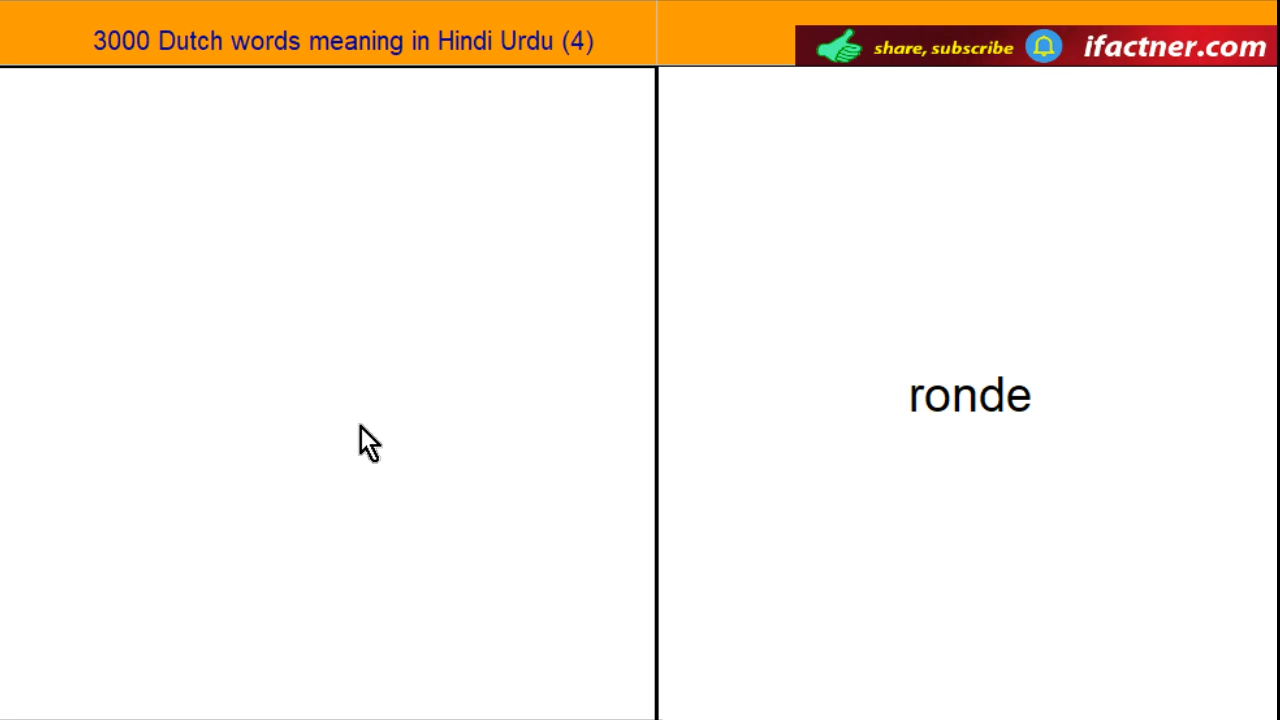 3000 Dutch words meaning in Hindi Urdu (4)
share, subscribe
ifactner.com
ronde